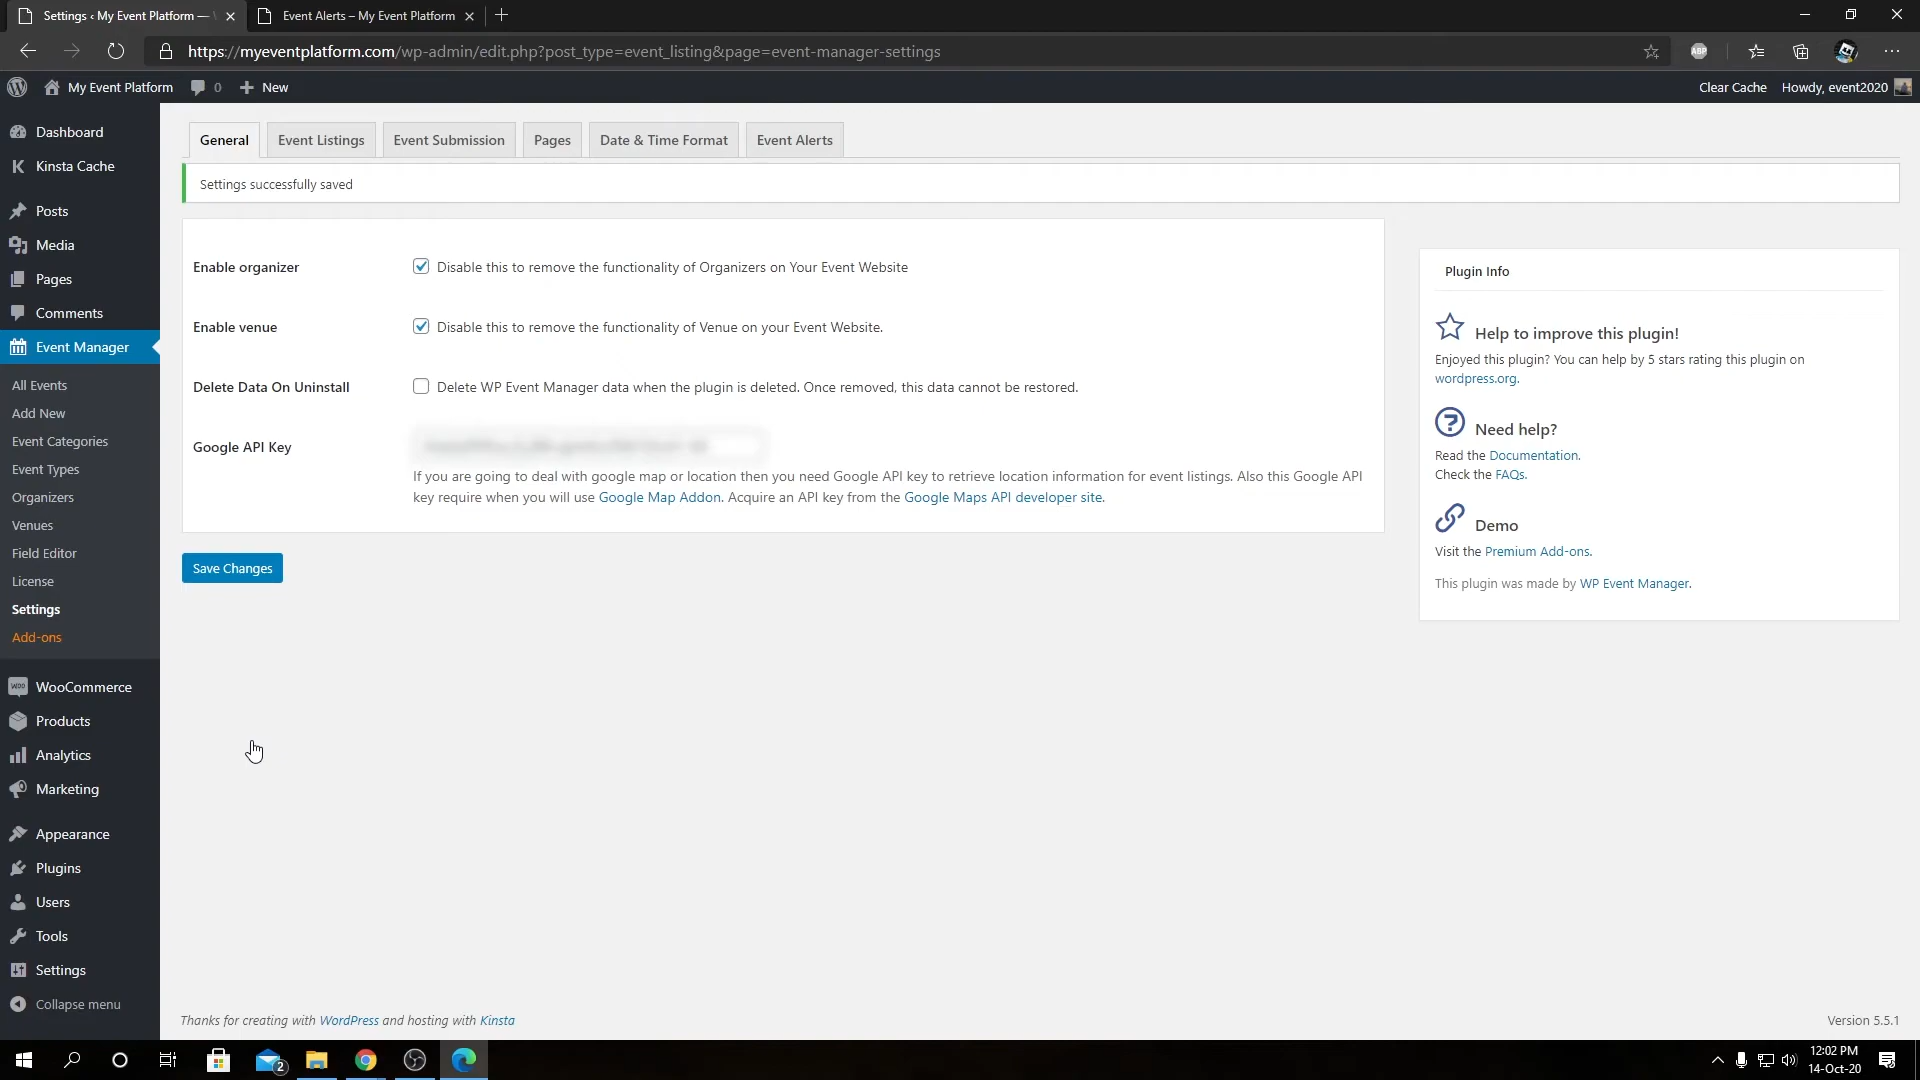 Settings ‹ My Event Platform —
Event Alerts – My Event Platform
https://myeventplatform.com/wp-admin/edit.php?post_type=event_listing&page=event-manager-settings
ABP
My Event Platform
0
New
Clear Cache
Howdy, event2020
Dashboard
Kinsta Cache
Posts
Media
Pages
Comments
Event Manager
All Events
Add New
Event Categories
Event Types
Organizers
Venues
Field Editor
License
Settings
Add-ons
WooCommerce
Products
Analytics
Marketing
Appearance
Plugins
Users
Tools
Settings
Collapse menu
General
Event Listings
Event Submission
Pages
Date & Time Format
Event Alerts
Settings successfully saved
Enable organizer
Disable this to remove the functionality of Organizers on Your Event Website
Enable venue
Disable this to remove the functionality of Venue on your Event Website.
Delete Data On Uninstall
Delete WP Event Manager data when the plugin is deleted. Once removed, this data cannot be restored.
Google API Key
If you are going to deal with google map or location then you need Google API key to retrieve location information for event listings. Also this Google API
key require when you will use Google Map Addon. Acquire an API key from the Google Maps API developer site.
Save Changes
Plugin Info
Help to improve this plugin!
Enjoyed this plugin? You can help by 5 stars rating this plugin on
wordpress.org.
Need help?
Read the Documentation.
Check the FAQs.
Demo
Visit the Premium Add-ons.
This plugin was made by WP Event Manager.
Thanks for creating with WordPress and hosting with Kinsta
Version 5.5.1
2
12:02 PM
14-Oct-20